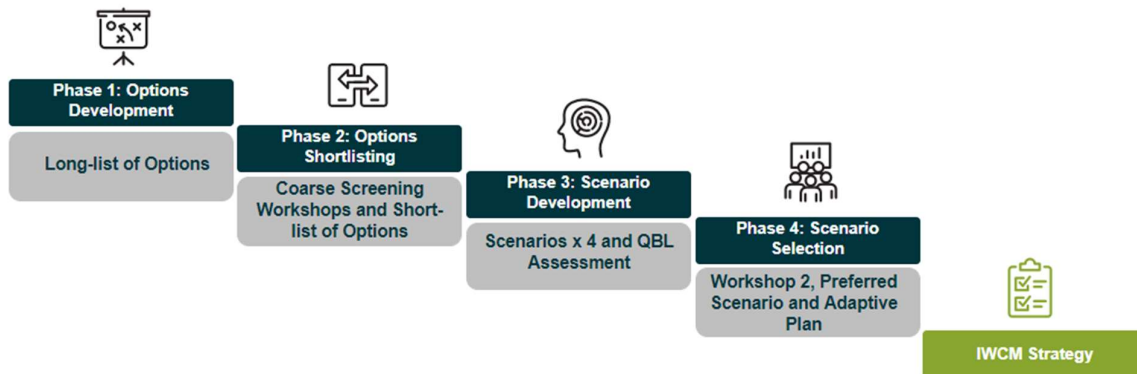 Phase 1: Options
Development
Long-list of Options
Phase 2: Options
Shortlisting
Coarse Screening
Workshops and Short-
list of Options
Phase 3: Scenario
Development
Scenarios x 4 and QBL
Assessment
Phase 4: Scenario
Selection
Workshop 2, Preferred
Scenario and Adaptive
Plan
IWCM Strategy